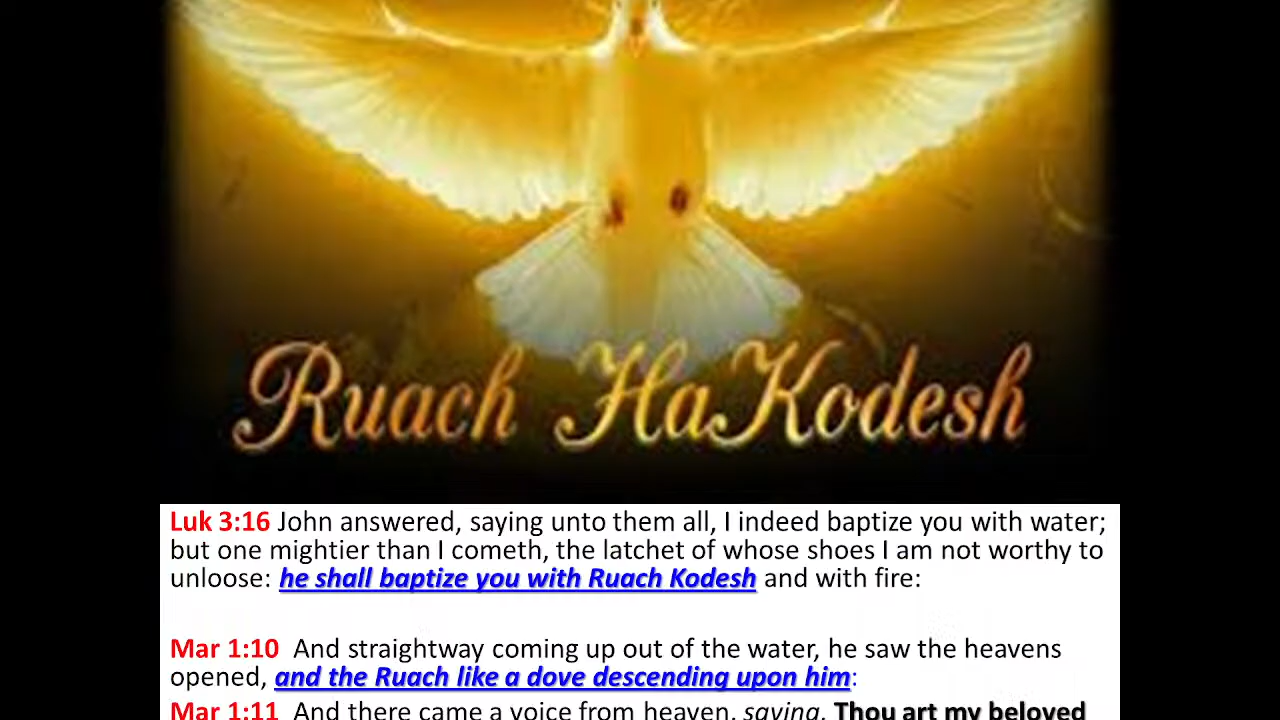 Ruach HaKodesh
Luk 3:16 John answered, saying unto them all, I indeed baptize you with water;
but one mightier than I cometh, the latchet of whose shoes I am not worthy to
unloose: he shall baptize you with Ruach Kodesh and with fire:
Mar 1:10 And straightway coming up out of the water, he saw the heavens
opened, and the Ruach like a dove descending upon him:
Mar 1:11 And there came a voice from heaven, saying, Thou art my beloved